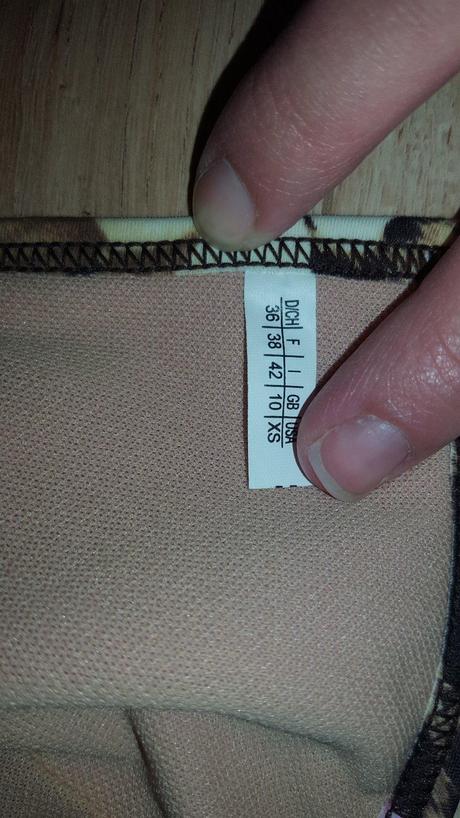 D/CH | F | I | GB | USA
36 | 38 | 42 | 10 | XS